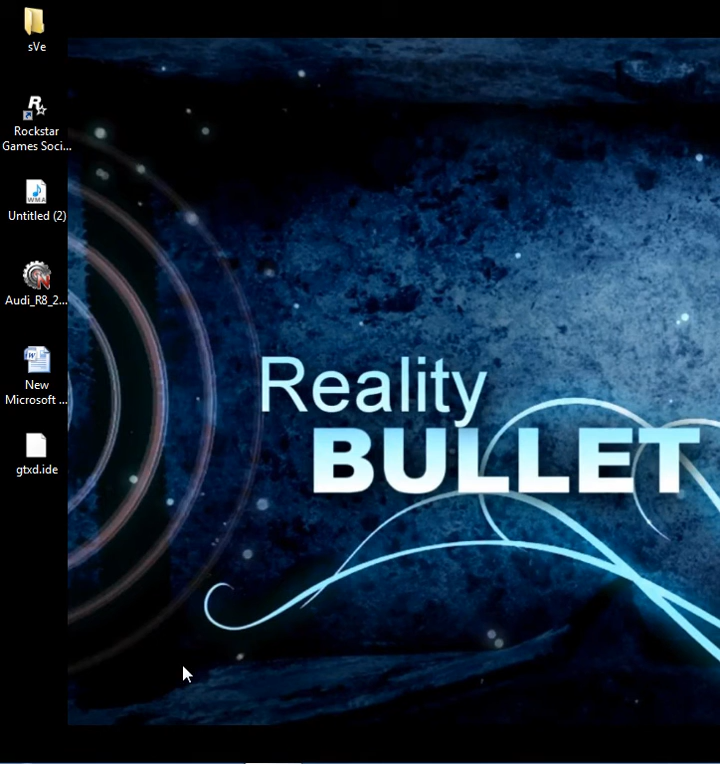 sVe
Rockstar
Games Soci...
Untitled (2)
Audi_R8_2...
New
Microsoft ...
gtxd.ide
Reality
BULLET